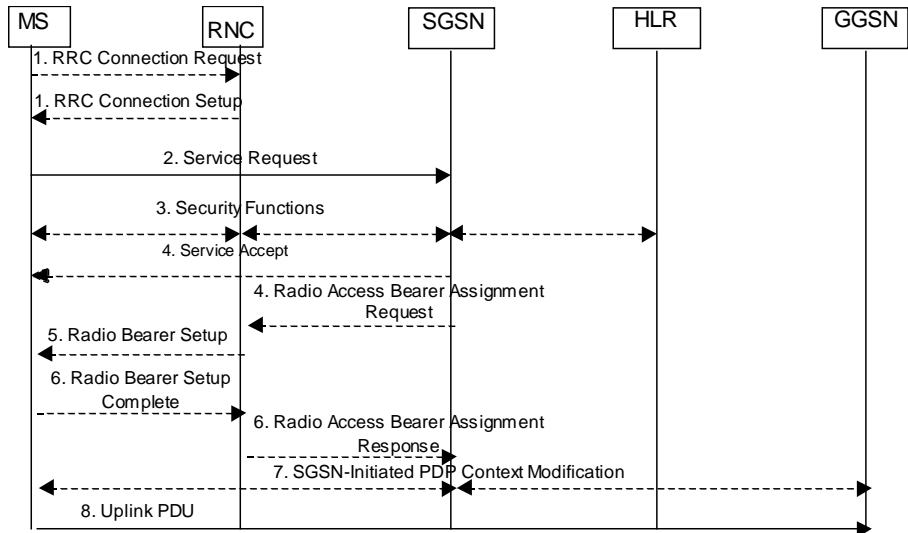 MS
RNC
SGSN
HLR
GGSN
1. RRC Connection Request
1. RRC Connection Setup
2. Service Request
3. Security Functions
4. Service Accept
4. Radio Access Bearer Assignment
Request
5. Radio Bearer Setup
6. Radio Bearer Setup
Complete
6. Radio Access Bearer Assignment
Response
7. SGSN-Initiated PDP Context Modification
8. Uplink PDU